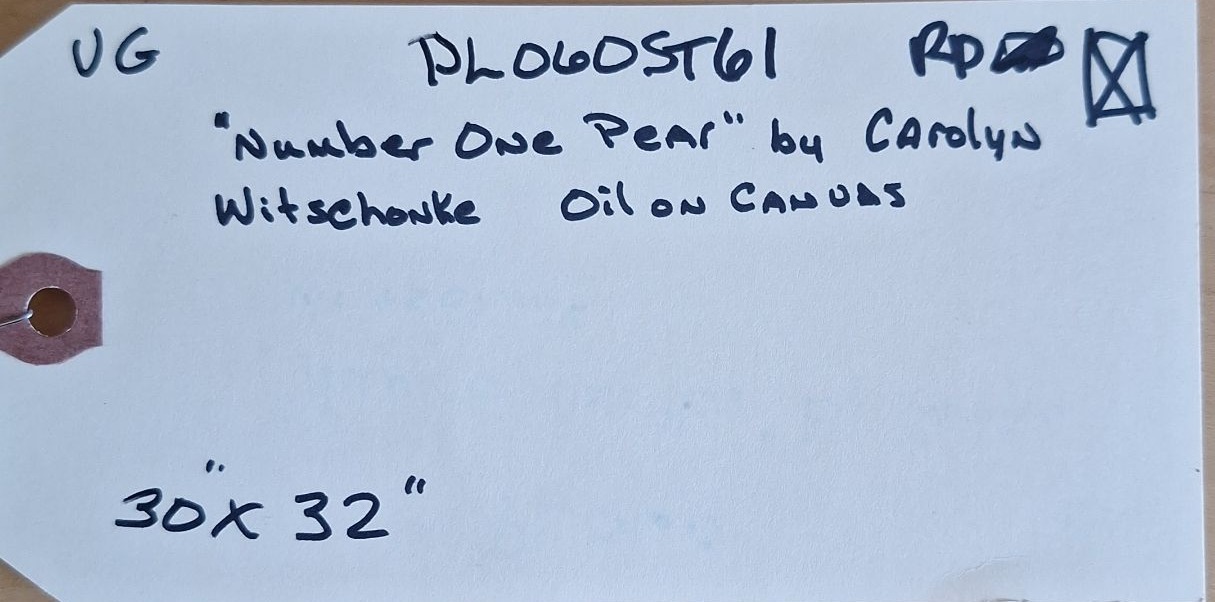 UG DL060ST61 RP
"Number One Pear" by Carolyn
Witschonke Oil on Canvas
30" x 32"